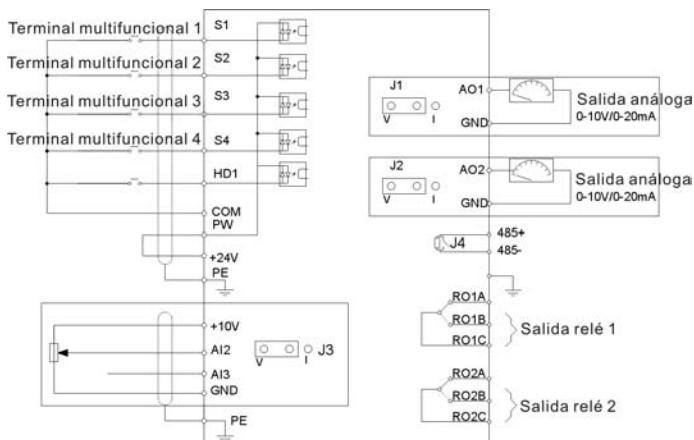 Terminal multifuncional 1
S1
Terminal multifuncional 2
S2
Terminal multifuncional 3
S3
Terminal multifuncional 4
S4
HD1
COM
PW
+24V
PE
+10V
AI2
AI3
GND
PE
J3
V
I
J1
V
I
AO1
GND
Salida análoga
0-10V/0-20mA
J2
V
I
AO2
GND
Salida análoga
0-10V/0-20mA
J4
485+
485-
RO1A
RO1B
RO1C
Salida relé 1
RO2A
RO2B
RO2C
Salida relé 2